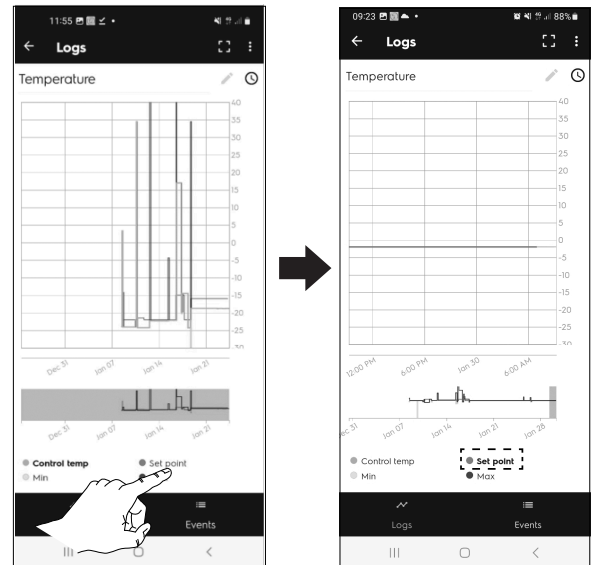 11:55
Logs
Temperature
40
35
30
25
20
15
10
5
0
-5
-10
-15
-20
-25
-30
Dec 31 Jan 07 Jan 14 Jan 21
Dec 31 Jan 07 Jan 14 Jan 21
Control temp Set point
Min
Events
09:23 88%
Logs
Temperature
40
35
30
25
20
15
10
5
0
-5
-10
-15
-20
-25
-30
12:00 PM 6:00 PM Jan 30 6:00 AM
Jan 07 Jan 14 Jan 21 Jan 28
Control temp Set point
Min Max
Logs Events